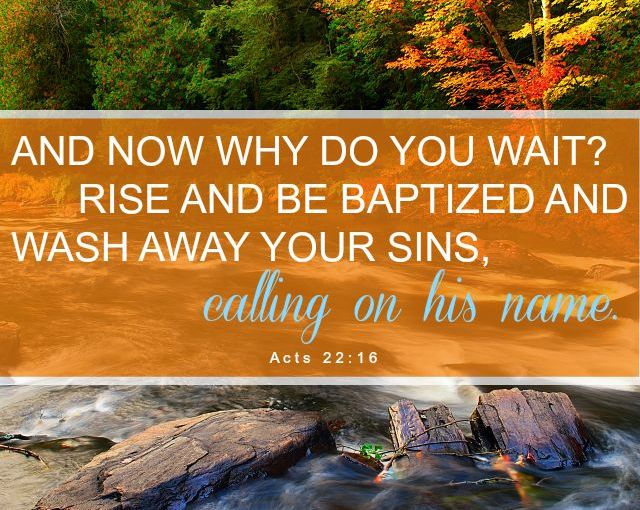 AND NOW WHY DO YOU WAIT?
RISE AND BE BAPTIZED AND
WASH AWAY YOUR SINS,
calling on his name.
Acts 22:16